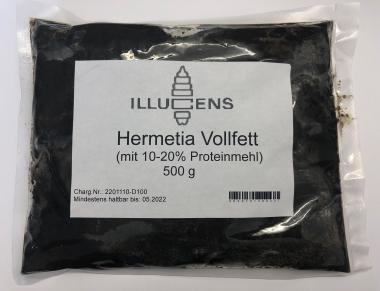 ILLUCENS
Hermetia Vollfett
(mit 10-20% Proteinmehl)
500 g
Charg Nr.: 2201110-D100
Mindestens haltbar bis: 05.2022